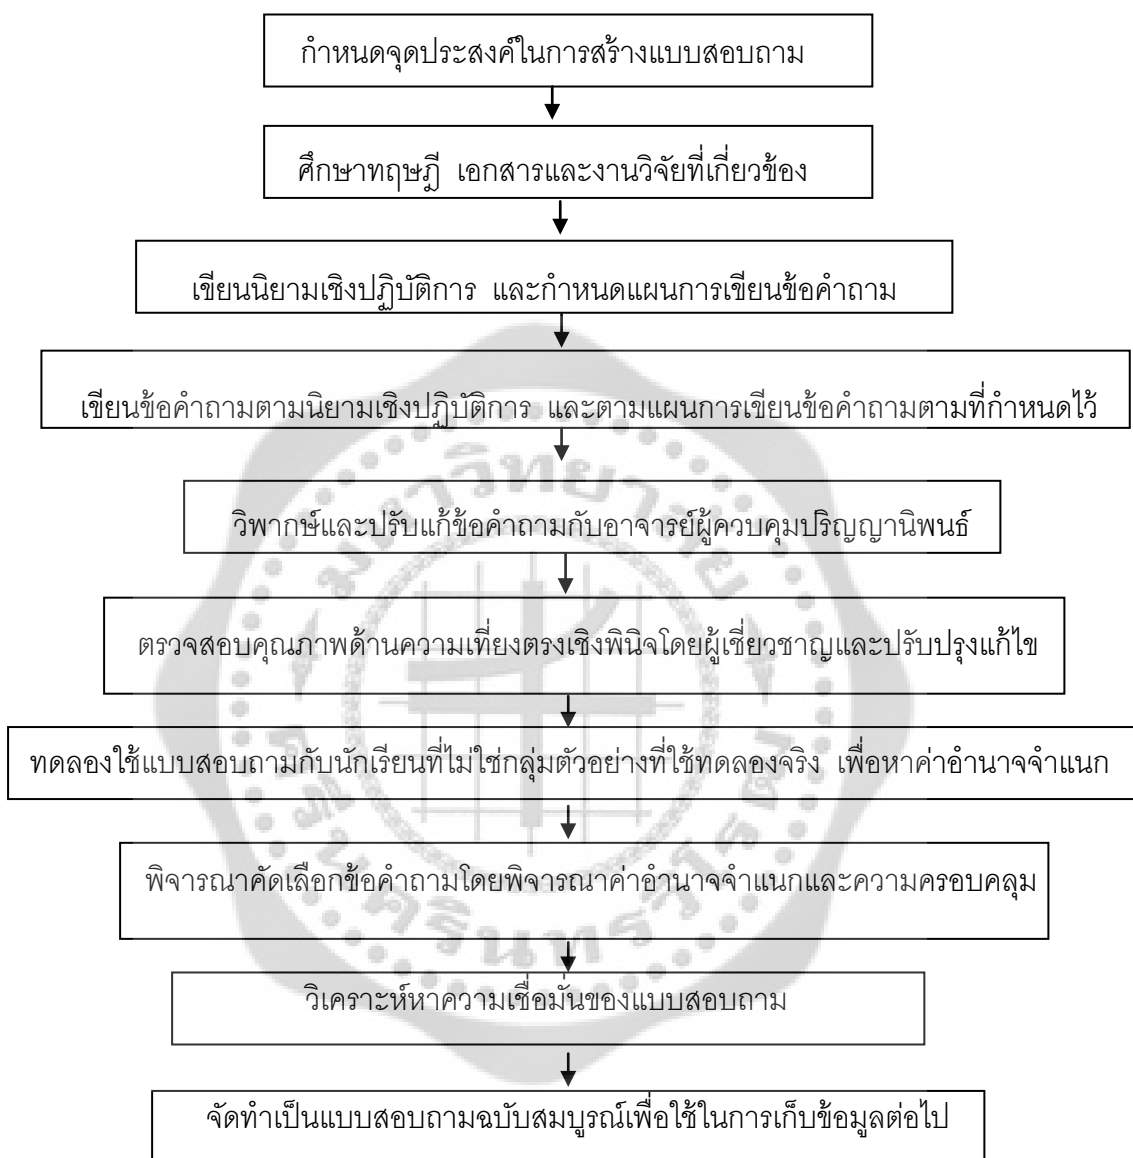 กำหนดจุดประสงค์ในการสร้างแบบสอบถาม
ศึกษาทฤษฎี เอกสารและงานวิจัยที่เกี่ยวข้อง
เขียนนิยามเชิงปฏิบัติการ และกำหนดแผนการเขียนข้อคำถาม
เขียนข้อคำถามตามนิยามเชิงปฏิบัติการ และตามแผนการเขียนข้อคำถามตามที่กำหนดไว้
วิพากษ์และปรับแก้ข้อคำถามกับอาจารย์ผู้ควบคุมปริญญานิพนธ์
ตรวจสอบคุณภาพด้านความเที่ยงตรงเชิงพินิจโดยผู้เชี่ยวชาญและปรับปรุงแก้ไข
ทดลองใช้แบบสอบถามกับนักเรียนที่ไม่ใช่กลุ่มตัวอย่างที่ใช้ทดลองจริง เพื่อหาค่าอำนาจจำแนก
พิจารณาคัดเลือกข้อคำถามโดยพิจารณาค่าอำนาจจำแนกและความครอบคลุม
วิเคราะห์หาความเชื่อมั่นของแบบสอบถาม
จัดทำเป็นแบบสอบถามฉบับสมบูรณ์เพื่อใช้ในการเก็บข้อมูลต่อไป
มหาวิทยาลัย
ศรีนครินทรวิโรฒ